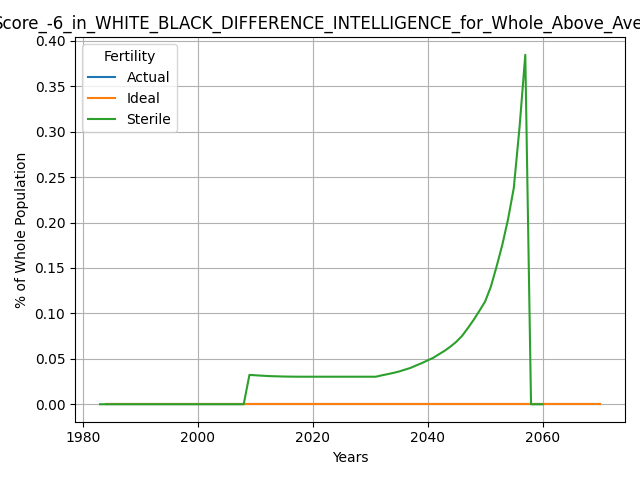 Score_-6_in_WHITE_BLACK_DIFFERENCE_INTELLIGENCE_for_Whole_Above_Ave
Fertility
Actual
Ideal
Sterile
% of Whole Population
0.40
0.35
0.30
0.25
0.20
0.15
0.10
0.05
0.00
1980
2000
2020
2040
2060
Years